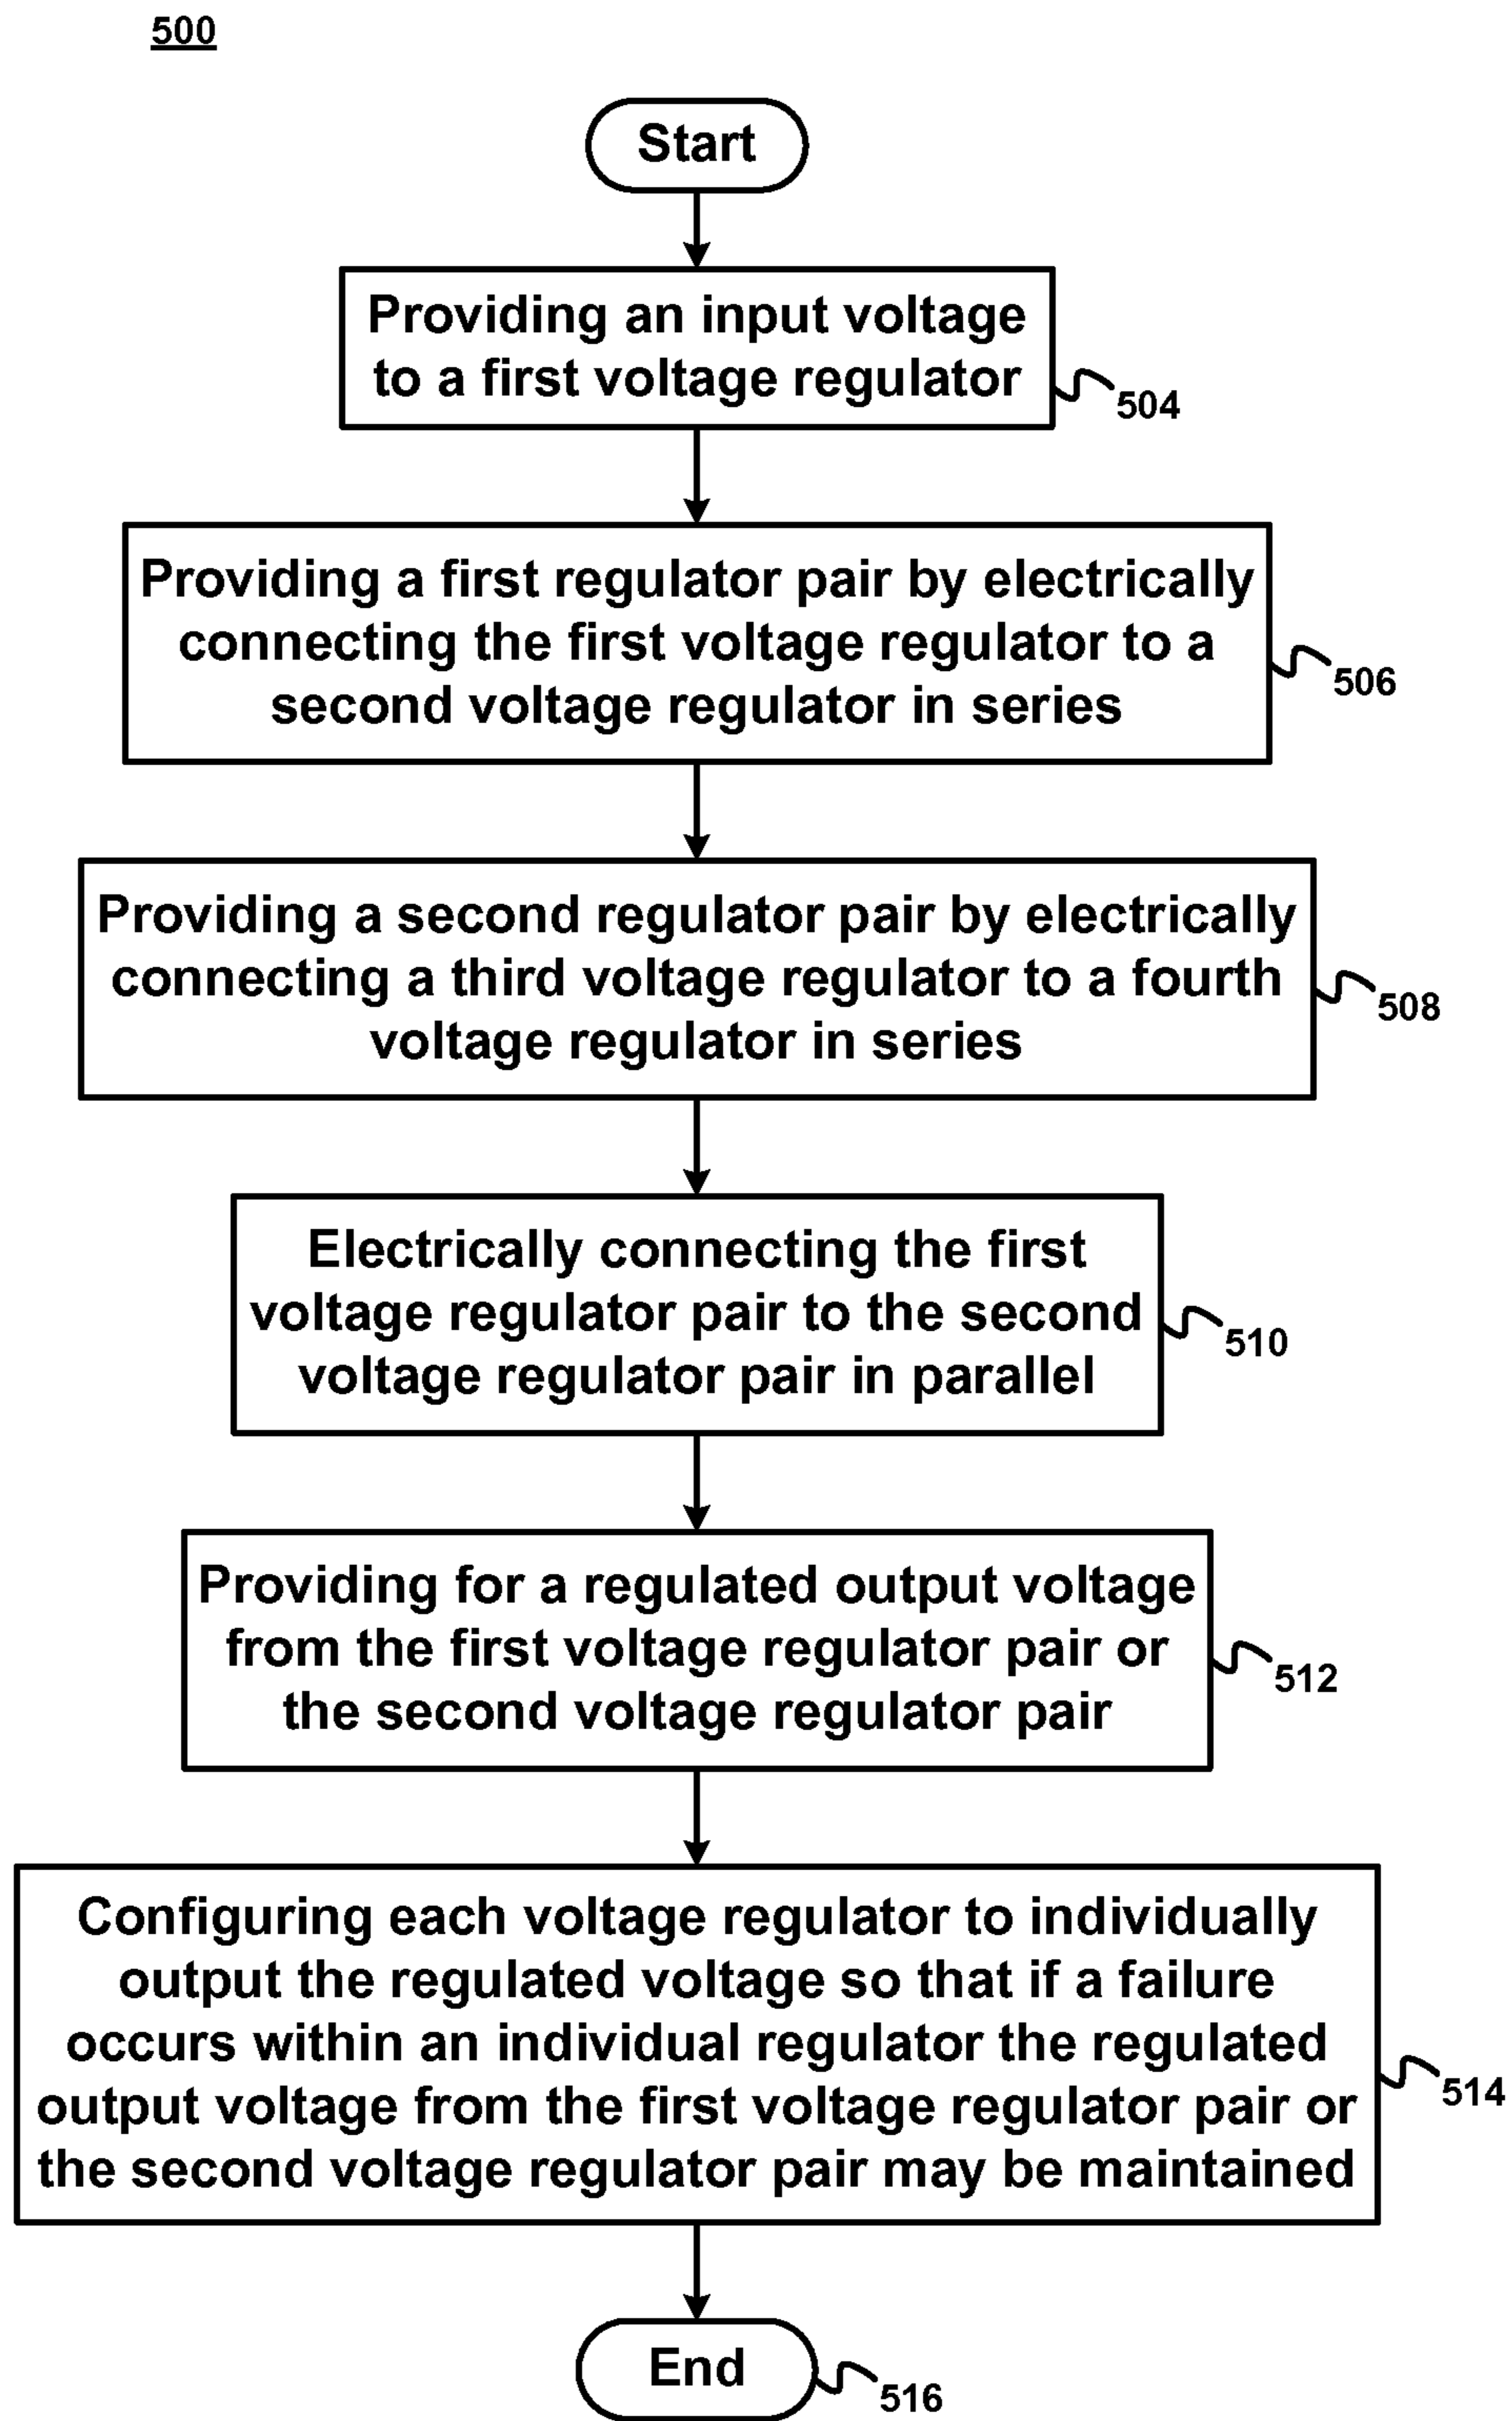 500
Start
Providing an input voltage
to a first voltage regulator
504
Providing a first regulator pair by electrically
connecting the first voltage regulator to a
second voltage regulator in series
506
Providing a second regulator pair by electrically
connecting a third voltage regulator to a fourth
voltage regulator in series
508
Electrically connecting the first
voltage regulator pair to the second
voltage regulator pair in parallel
510
Providing for a regulated output voltage
from the first voltage regulator pair or
the second voltage regulator pair
512
Configuring each voltage regulator to individually
output the regulated voltage so that if a failure
occurs within an individual regulator the regulated
output voltage from the first voltage regulator pair or
the second voltage regulator pair may be maintained
514
End
516